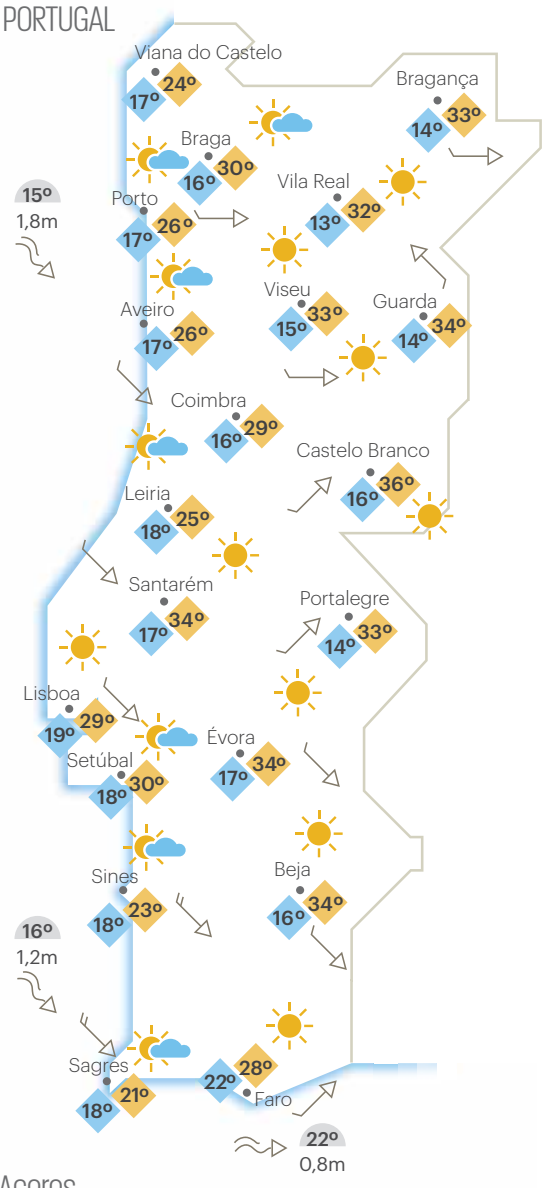 PORTUGAL
Viana do Castelo
17º 24º
Bragança
14º 33º
Braga
16º 30º
Vila Real
13º 32º
15º
1,8m
Porto
17º 26º
Viseu
15º 33º
Guarda
14º 34º
Aveiro
17º 26º
Coimbra
16º 29º
Castelo Branco
16º 36º
Leiria
18º 25º
Santarém
17º 34º
Portalegre
14º 33º
Lisboa
19º 29º
Évora
17º 34º
Setúbal
18º 30º
Sines
18º 23º
Beja
16º 34º
16º
1,2m
Sagres
18º 21º
22º 28º
Faro
22º
0,8m
Açores